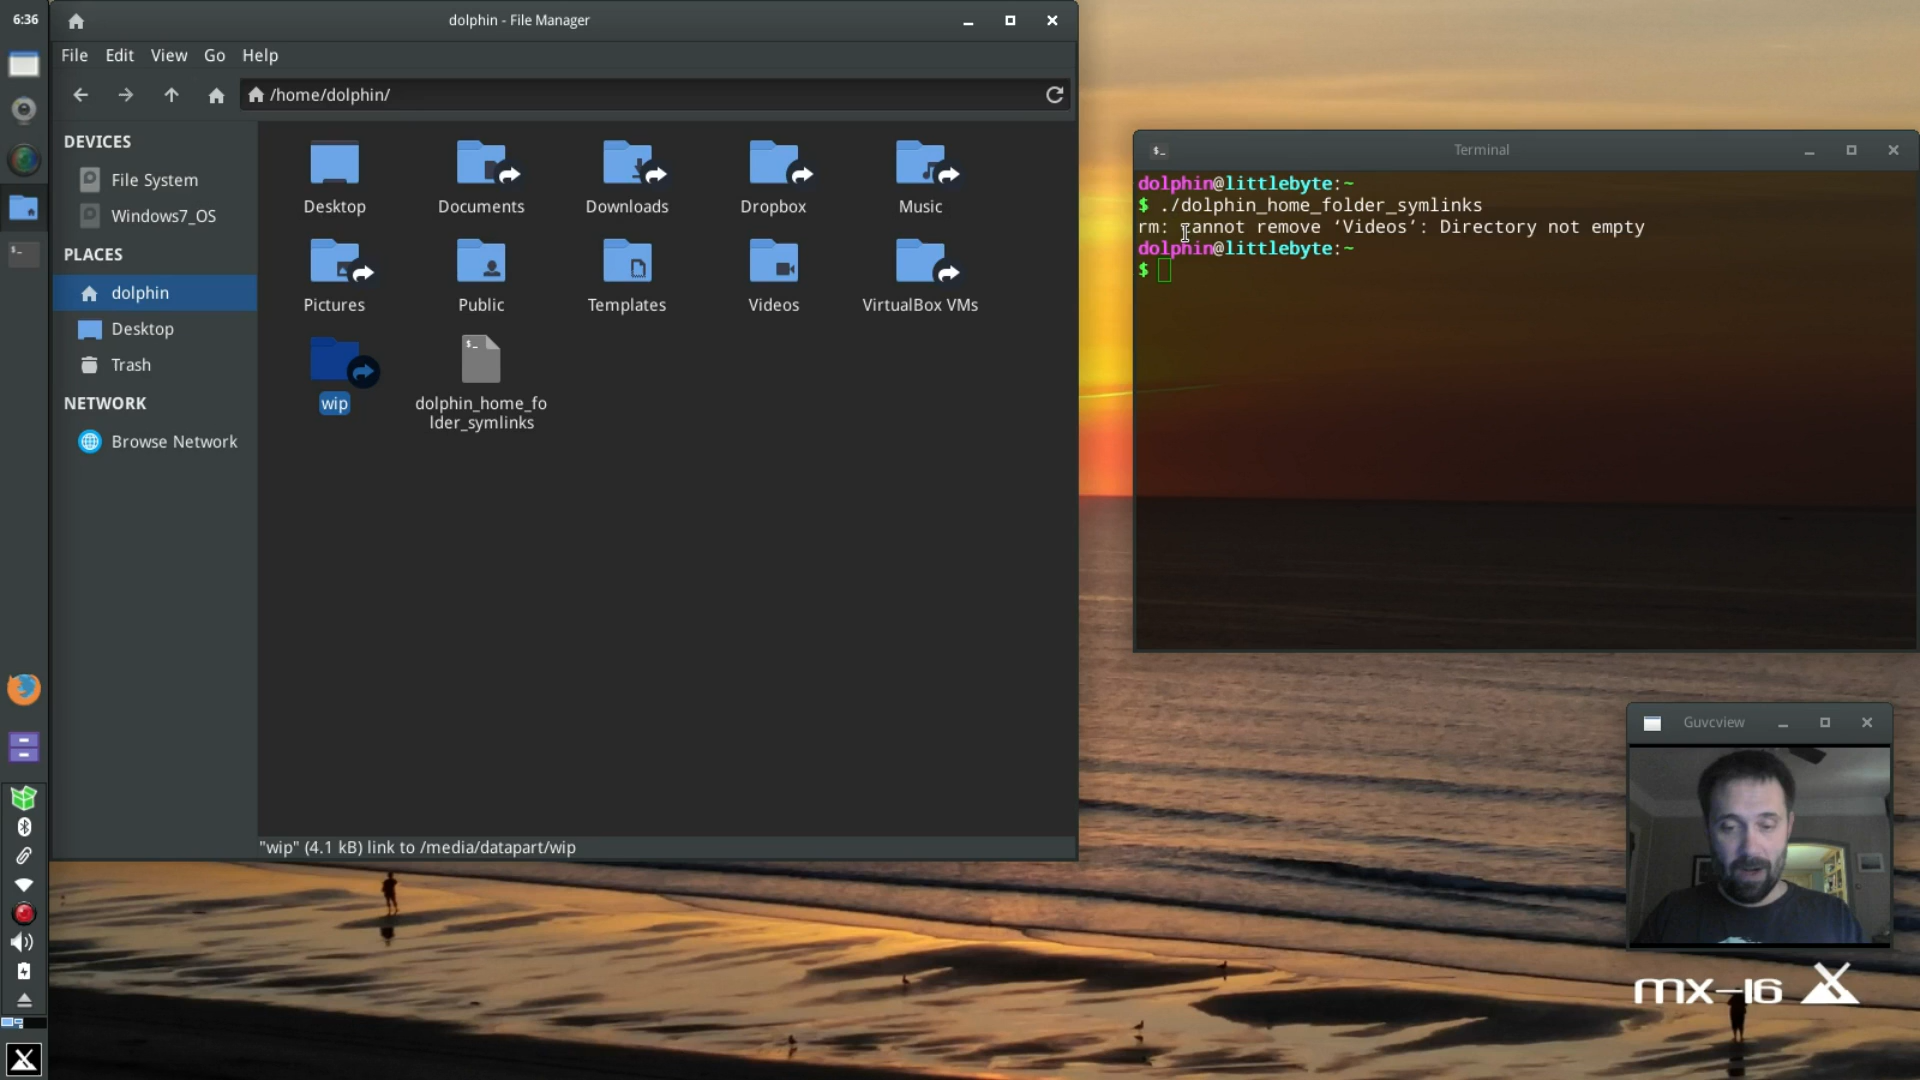 6:36
dolphin - File Manager
File Edit View Go Help
/home/dolphin/
DEVICES
File System
Windows7_OS
PLACES
dolphin
Desktop
Trash
NETWORK
Browse Network
Desktop
Documents
Downloads
Dropbox
Music
Pictures
Public
Templates
Videos
VirtualBox VMs
wip
dolphin_home_fo
lder_symlinks
"wip" (4.1 kB) link to /media/datapart/wip
Terminal
dolphin@littlebyte:~
$ ./dolphin_home_folder_symlinks
rm: cannot remove ‘Videos’: Directory not empty
dolphin@littlebyte:~
$
Guvcview
mx-16